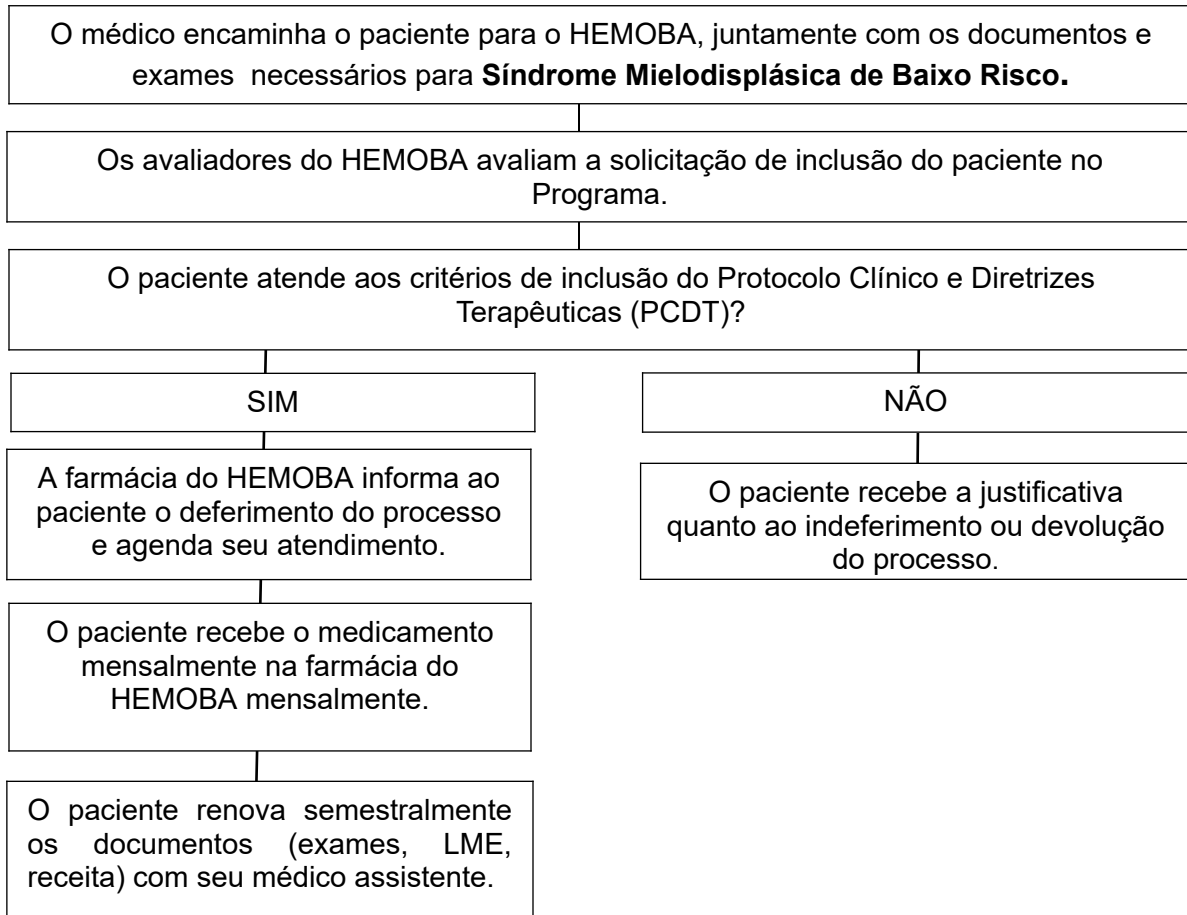 O médico encaminha o paciente para o HEMOBA, juntamente com os documentos e
exames necessários para Síndrome Mielodisplásica de Baixo Risco.
Os avaliadores do HEMOBA avaliam a solicitação de inclusão do paciente no
Programa.
O paciente atende aos critérios de inclusão do Protocolo Clínico e Diretrizes
Terapêuticas (PCDT)?
SIM
NÃO
A farmácia do HEMOBA informa ao
paciente o deferimento do processo
e agenda seu atendimento.
O paciente recebe a justificativa
quanto ao indeferimento ou devolução
do processo.
O paciente recebe o medicamento
mensalmente na farmácia do
HEMOBA mensalmente.
O paciente renova semestralmente
os documentos (exames, LME,
receita) com seu médico assistente.